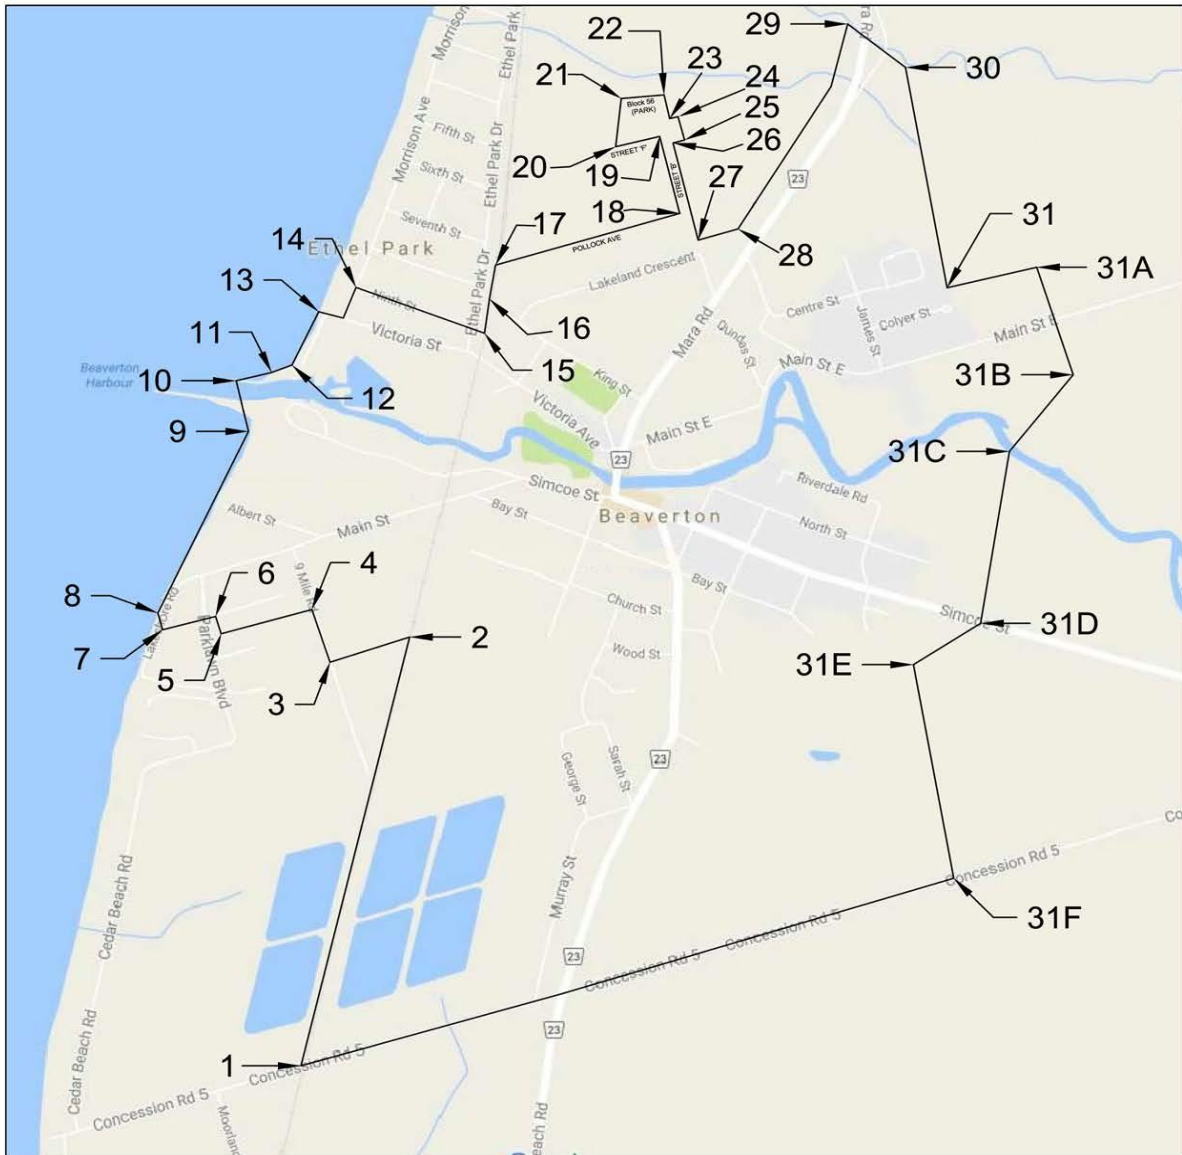 Morrison
Ethel Park
ra Rd
29
22
23
30
24
21
Block 56
(PARK)
25
Morrison Ave
Fifth St
Ethel Park Dr
20
STREET 'F'
26
19
Sixth St
STREET 'B'
23
27
18
31
17
Seventh St
POLLOCK AVE
28
14
Ethel Park
31A
Lakeland Crescent
13
Ninth St
Ethel Park Dr
16
Centre St
James St
Colyer St
Main St E
11
Victoria St
Mara Rd
Dundas St
15
Beaverton
Harbour
10
12
King St
Main St E
31B
9
Victoria Ave
Main St E
23
31C
Simcoe St
Riverdale Rd
Albert St
Main St
Bay St
Beaverton
North St
6
9 Mile Rd
4
8
Lakeshore Rd
Bay St
Church St
Simcoe St
31D
7
2
5
Parklawn Blvd
Wood St
31E
3
George St
Sarah St
23
Cedar Beach Rd
Murray St
Concession Rd 5
Co
31F
Concession Rd 5
23
Concession Rd 5
23
1
Concession Rd 5
Cedar Beach Rd
Concession Rd 5
Moorland
each Rd